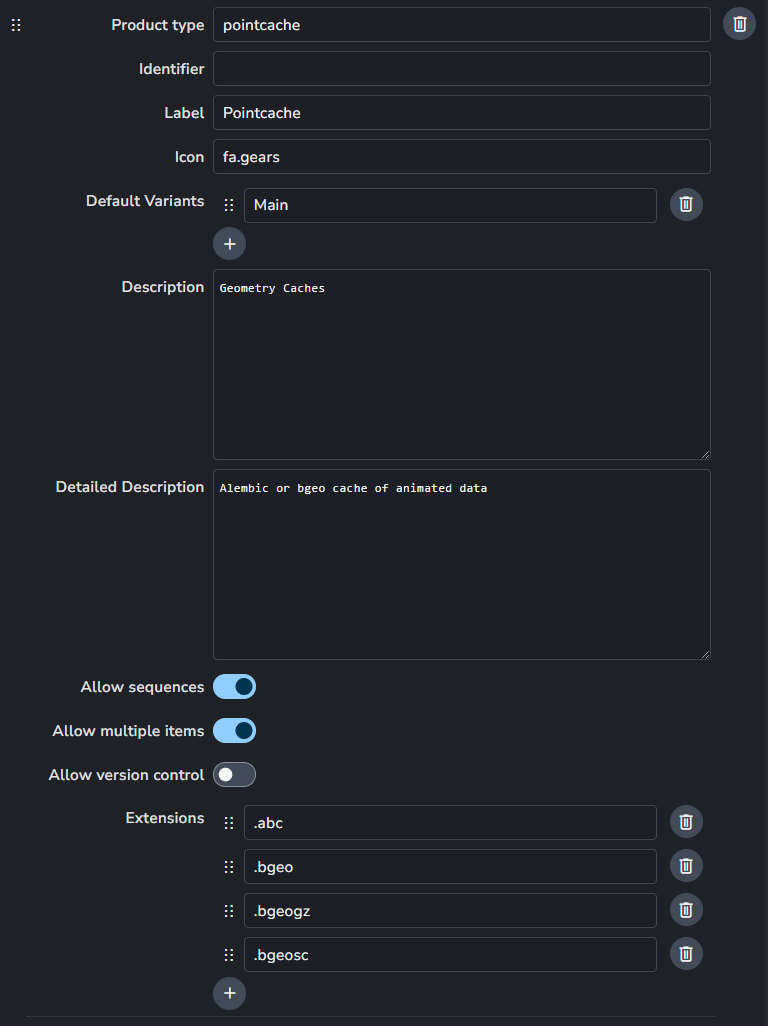 Product type pointcache
Identifier
Label Pointcache
Icon fa.gears
Default Variants Main
+
Description Geometry Caches
Detailed Description Alembic or bgeo cache of animated data
Allow sequences
Allow multiple items
Allow version control
Extensions .abc
.bgeo
.bgeogz
.bgeosc
+